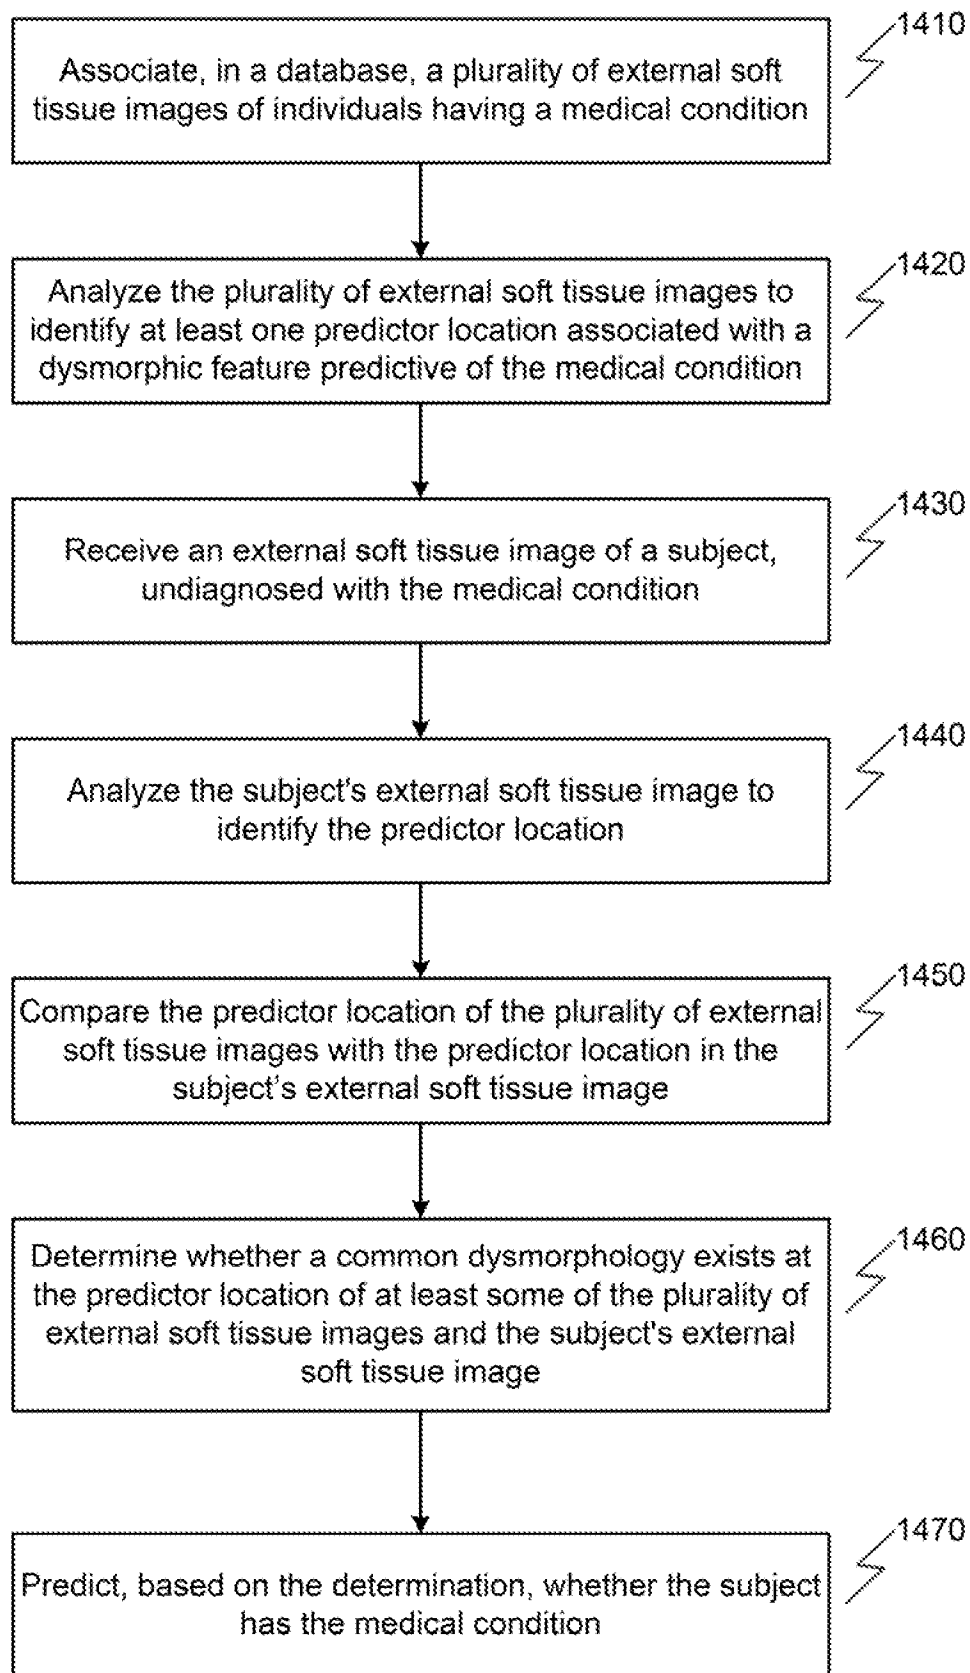 1410
Associate, in a database, a plurality of external soft
tissue images of individuals having a medical condition
1420
Analyze the plurality of external soft tissue images to
identify at least one predictor location associated with a
dysmorphic feature predictive of the medical condition
1430
Receive an external soft tissue image of a subject,
undiagnosed with the medical condition
1440
Analyze the subject's external soft tissue image to
identify the predictor location
1450
Compare the predictor location of the plurality of external
soft tissue images with the predictor location in the
subject's external soft tissue image
1460
Determine whether a common dysmorphology exists at
the predictor location of at least some of the plurality of
external soft tissue images and the subject's external
soft tissue image
1470
Predict, based on the determination, whether the subject
has the medical condition